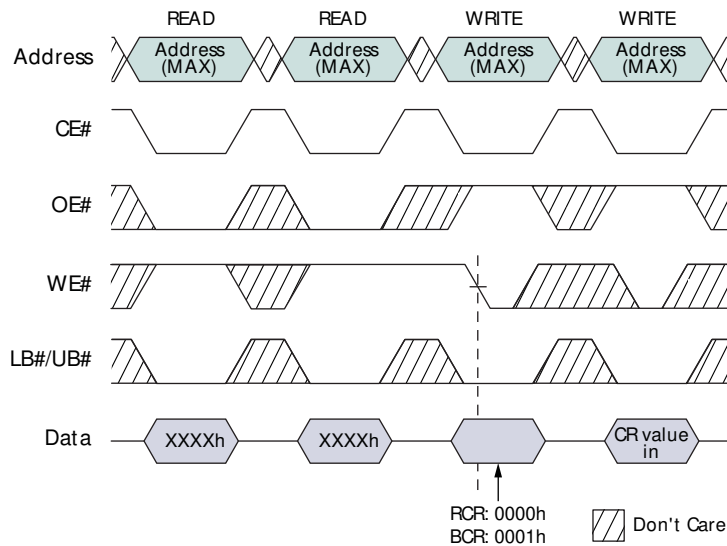 READ READ WRITE WRITE
Address Address (MAX) Address (MAX) Address (MAX) Address (MAX)
CE#
OE#
WE#
LB#/UB#
Data XXXXh XXXXh CR value in
RCR: 0000h
BCR: 0001h
Don't Care